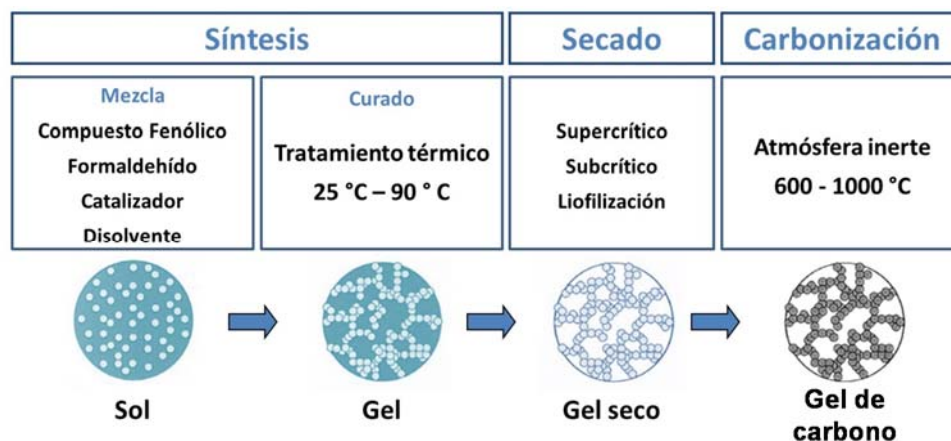 Síntesis
Secado
Carbonización
Mezcla
Compuesto Fenólico
Formaldehído
Catalizador
Disolvente
Curado
Tratamiento térmico
25 °C – 90 ° C
Supercrítico
Subcrítico
Liofilización
Atmósfera inerte
600 - 1000 °C
Sol
Gel
Gel seco
Gel de
carbono